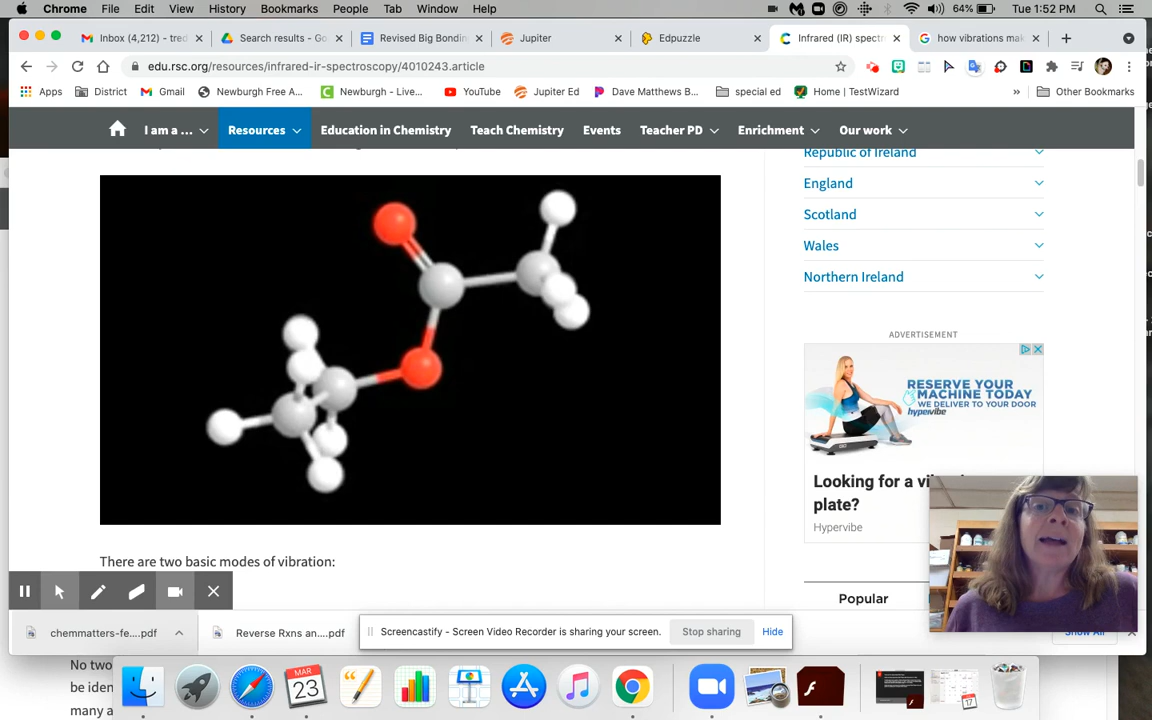 Chrome File Edit View History Bookmarks People Tab Window Help 64% Tue 1:52 PM
Inbox (4,212) - tred Search results - Go Revised Big Bondin Jupiter Edpuzzle Infrared (IR) spectr how vibrations mak
edu.rsc.org/resources/infrared-ir-spectroscopy/4010243.article
Apps District Gmail Newburgh Free A... Newburgh - Live... YouTube Jupiter Ed Dave Matthews B... special ed Home | TestWizard » Other Bookmarks
I am a ... Resources Education in Chemistry Teach Chemistry Events Teacher PD Enrichment Our work
Republic of Ireland
England
Scotland
Wales
Northern Ireland
ADVERTISEMENT
RESERVE YOUR
MACHINE TODAY
WE DELIVER TO YOUR DOOR
hypervibe
Looking for a vi
plate?
Hypervibe
There are two basic modes of vibration:
Popular
chemmatters-fe....pdf Reverse Rxns an....pdf Screencastify - Screen Video Recorder is sharing your screen. Stop sharing Hide Show All
No two
be iden
many a
MAR
23
17